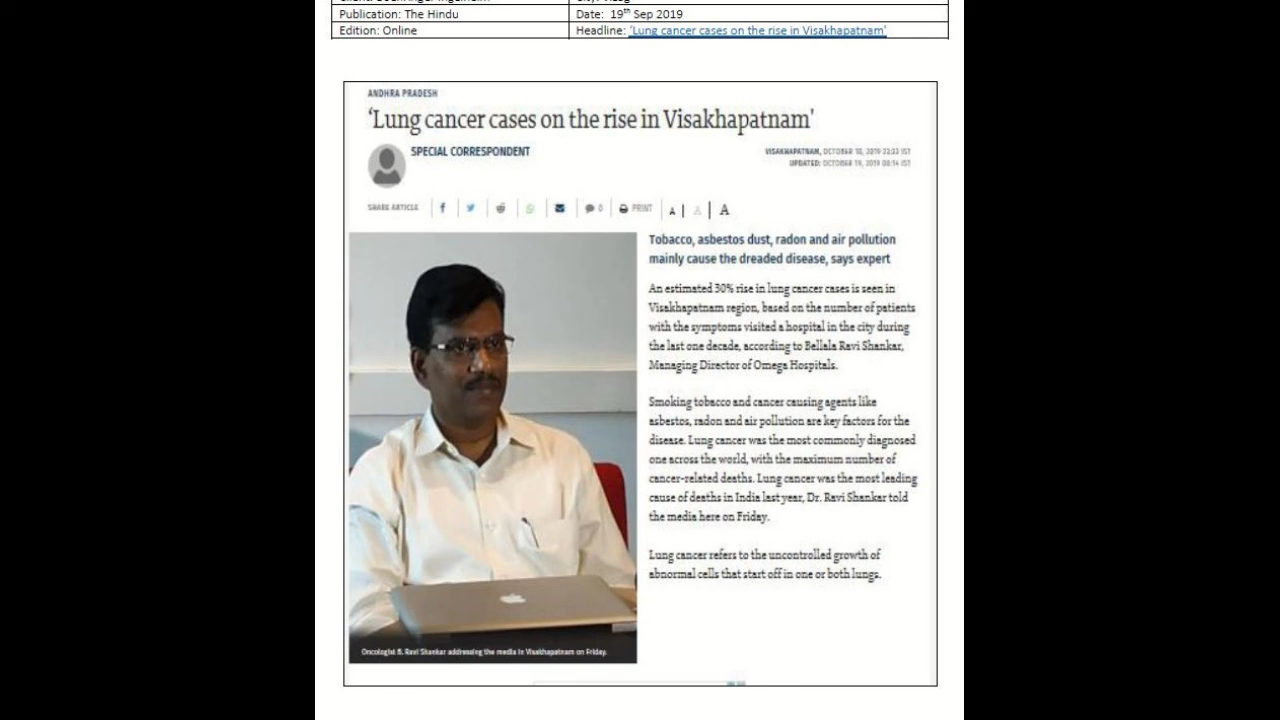 Publication: The Hindu
Date: 19th Sep 2019
Edition: Online
Headline: 'Lung cancer cases on the rise in Visakhapatnam'
ANDHRA PRADESH
'Lung cancer cases on the rise in Visakhapatnam'
SPECIAL CORRESPONDENT
VISAKHAPATNAM, OCTOBER 18, 2019 23:33 IST
UPDATED: OCTOBER 19, 2019 08:14 IST
SHARE ARTICLE
0
PRINT
A | A | A
Tobacco, asbestos dust, radon and air pollution
mainly cause the dreaded disease, says expert
An estimated 30% rise in lung cancer cases is seen in
Visakhapatnam region, based on the number of patients
with the symptoms visited a hospital in the city during
the last one decade, according to Bellala Ravi Shankar,
Managing Director of Omega Hospitals.
Smoking tobacco and cancer causing agents like
asbestos, radon and air pollution are key factors for the
disease. Lung cancer was the most commonly diagnosed
one across the world, with the maximum number of
cancer-related deaths. Lung cancer was the most leading
cause of deaths in India last year, Dr. Ravi Shankar told
the media here on Friday.
Lung cancer refers to the uncontrolled growth of
abnormal cells that start off in one or both lungs.
Oncologist B. Ravi Shankar addressing the media in Visakhapatnam on Friday.